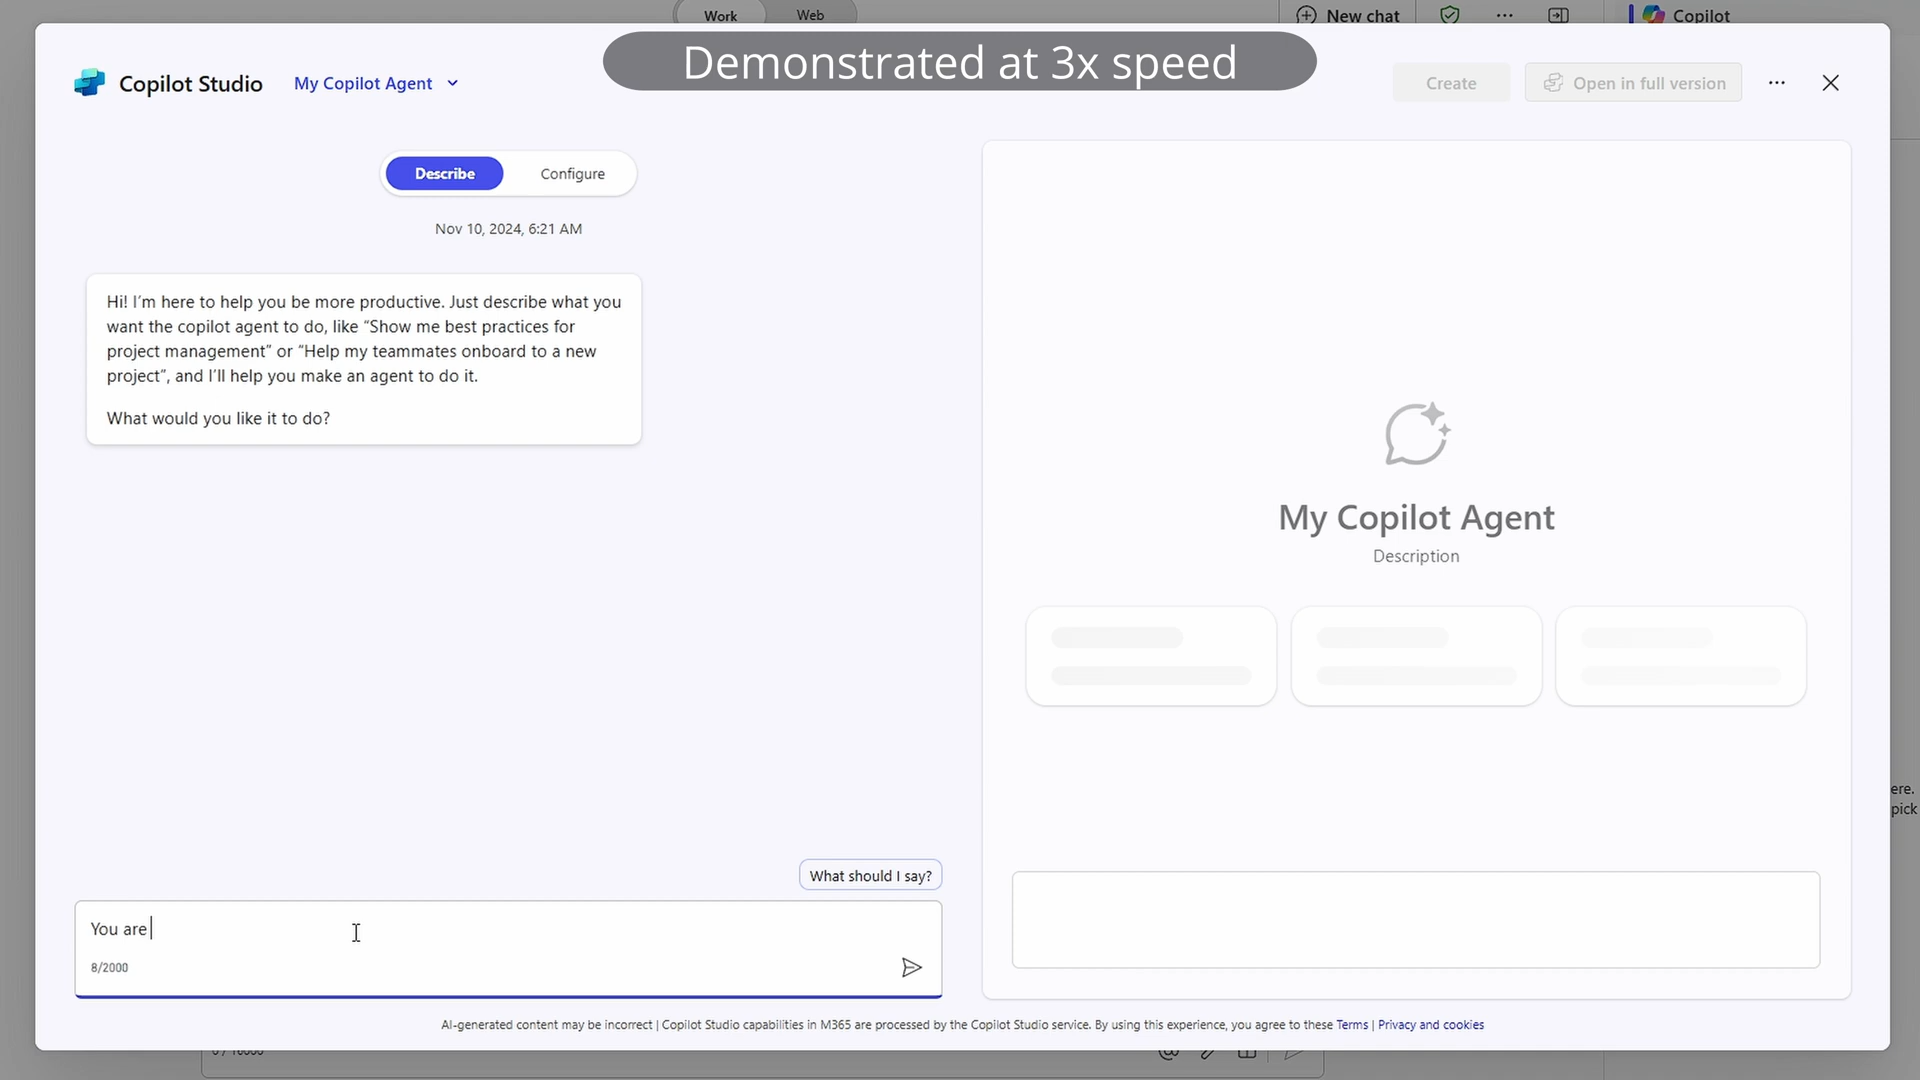 Work Web
New chat
Copilot
Demonstrated at 3x speed
Copilot Studio My Copilot Agent
Create Open in full version
Describe Configure
Nov 10, 2024, 6:21 AM
Hi! I'm here to help you be more productive. Just describe what you
want the copilot agent to do, like “Show me best practices for
project management” or “Help my teammates onboard to a new
project”, and I'll help you make an agent to do it.
What would you like it to do?
My Copilot Agent
Description
ere.
pick
What should I say?
You are
8/2000
AI-generated content may be incorrect | Copilot Studio capabilities in M365 are processed by the Copilot Studio service. By using this experience, you agree to these Terms | Privacy and cookies